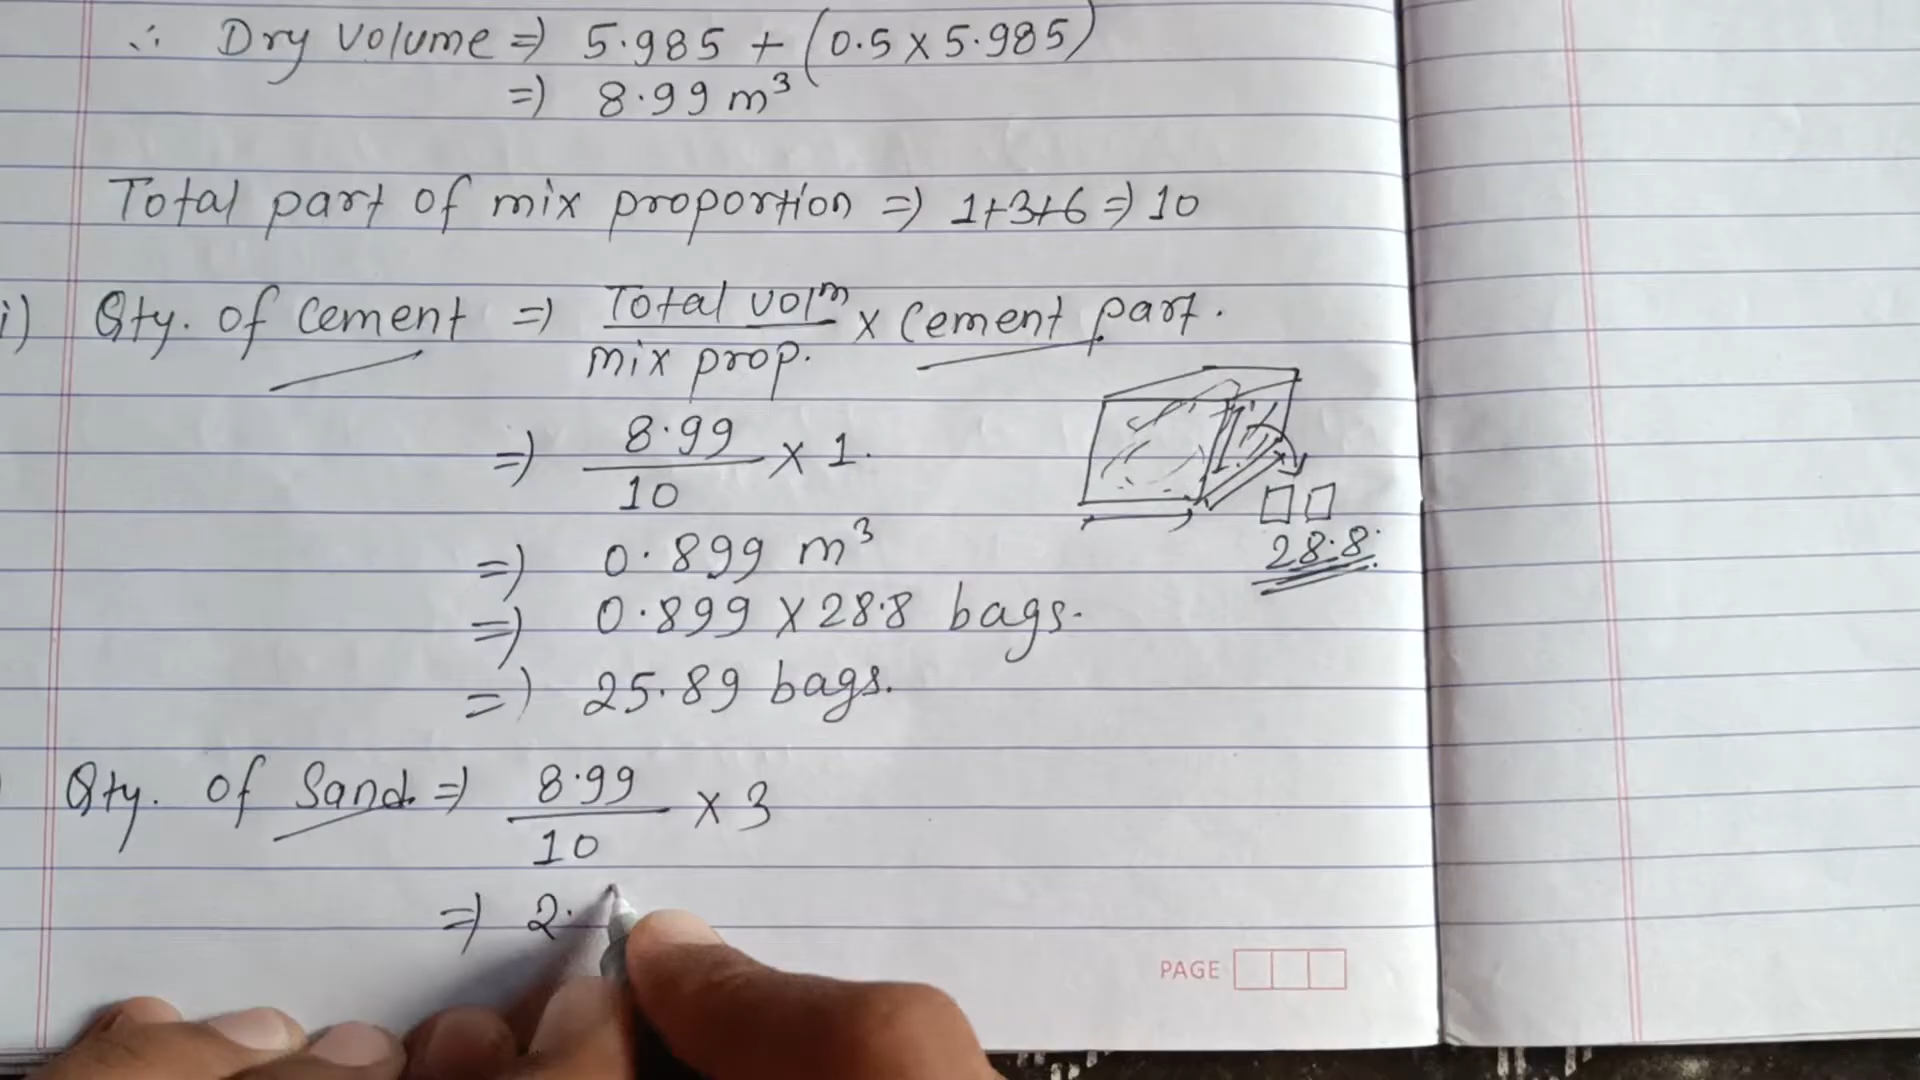 ∴ Dry Volume ⇒ 5.985 + (0.5 × 5.985)
⇒ 8.99 m³
Total part of mix proportion ⇒ 1+3+6 ⇒ 10
i) Qty. of Cement ⇒ Total volm / mix prop. × Cement part.
⇒ 8.99 / 10 × 1.
⇒ 0.899 m³
28.8
⇒ 0.899 × 28.8 bags.
⇒ 25.89 bags.
Qty. of Sand ⇒ 8.99 / 10 × 3
⇒ 2.
PAGE